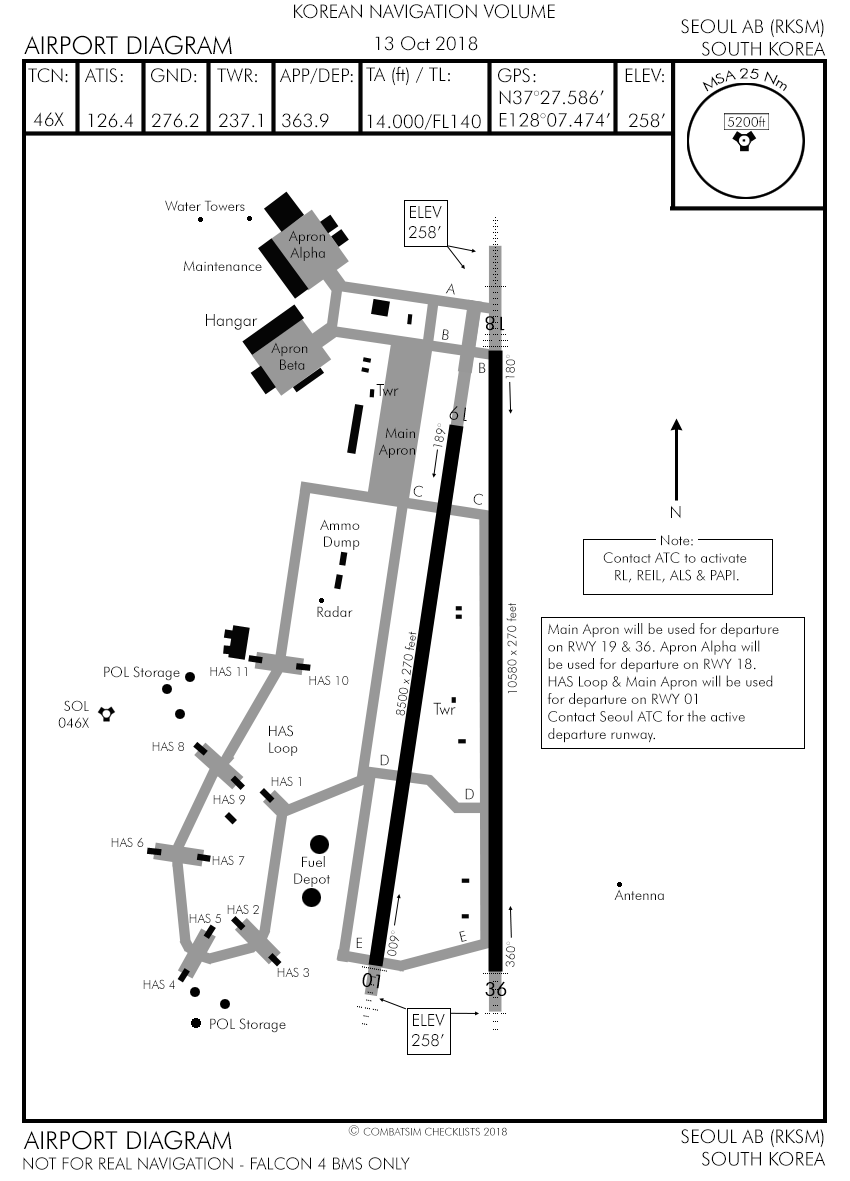 KOREAN NAVIGATION VOLUME
AIRPORT DIAGRAM
13 Oct 2018
SEOUL AB (RKSM)
SOUTH KOREA
TCN:
46X
ATIS:
126.4
GND:
276.2
TWR:
237.1
APP/DEP:
363.9
TA (ft) / TL:
14.000/FL140
GPS:
N37°27.586'
E128°07.474'
ELEV:
258'
MSA 25 Nm
5200ft
Water Towers
Apron
Alpha
Maintenance
ELEV
258'
A
Hangar
18
B
Apron
Beta
B
180°
Twr
19
Main
Apron
189°
C
C
N
Ammo
Dump
Radar
Note:
Contact ATC to activate
RL, REIL, ALS & PAPI.
8500 x 270 feet
10580 x 270 feet
Main Apron will be used for departure
on RWY 19 & 36. Apron Alpha will
be used for departure on RWY 18.
HAS Loop & Main Apron will be used
for departure on RWY 01
Contact Seoul ATC for the active
departure runway.
POL Storage
HAS 11
HAS 10
SOL
046X
Twr
HAS
Loop
HAS 8
D
HAS 1
HAS 9
D
HAS 6
HAS 7
Fuel
Depot
Antenna
HAS 2
HAS 5
E
009°
E
360°
HAS 3
HAS 4
01
36
POL Storage
ELEV
258'
© COMBATSIM CHECKLISTS 2018
AIRPORT DIAGRAM
NOT FOR REAL NAVIGATION - FALCON 4 BMS ONLY
SEOUL AB (RKSM)
SOUTH KOREA